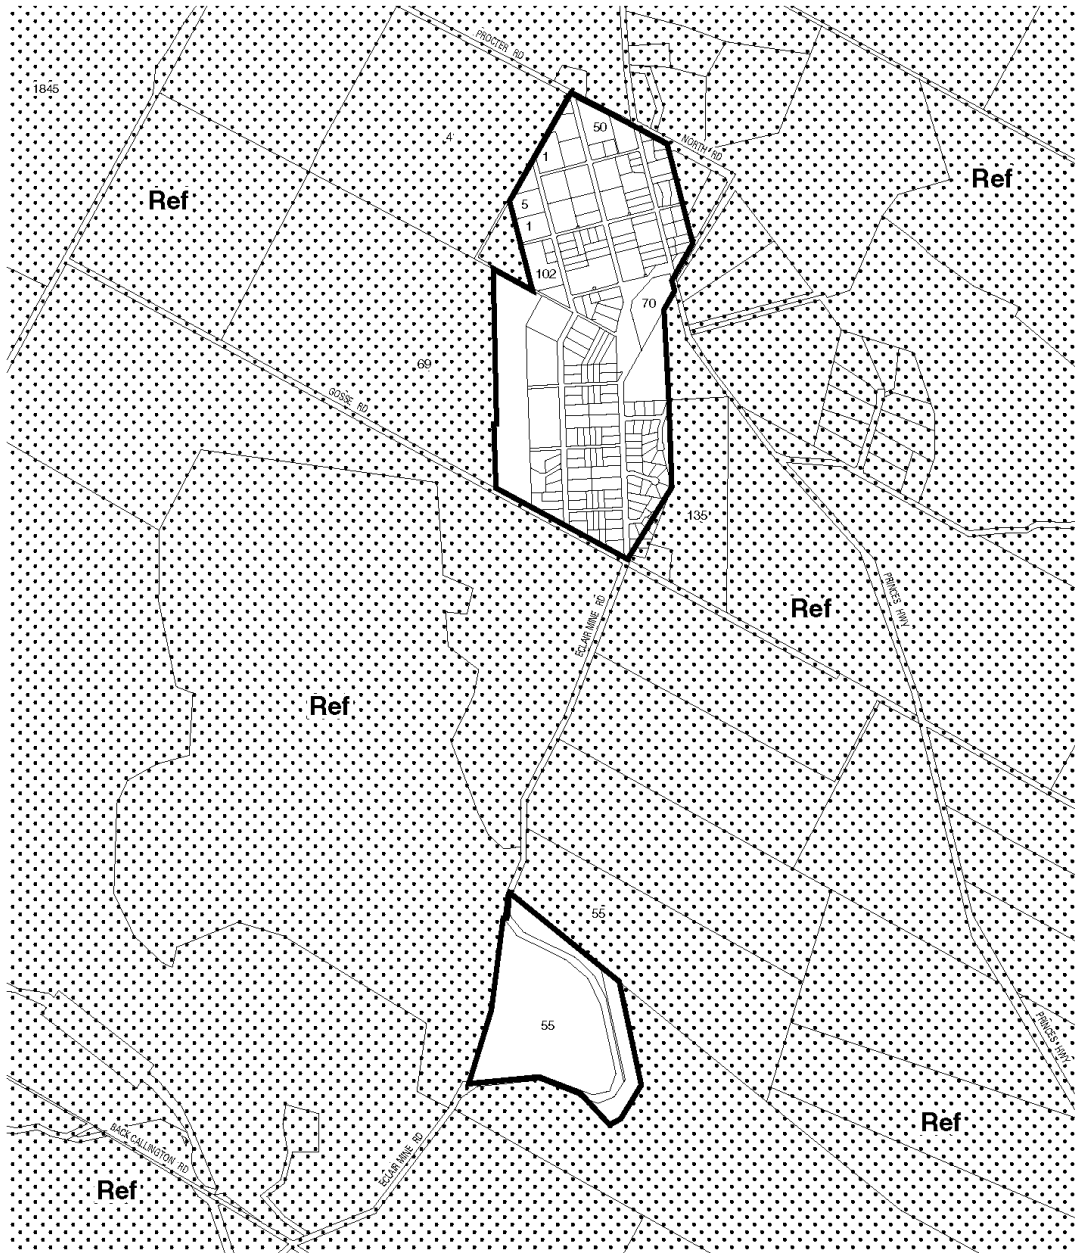 PROCTER RD
1845
50
4
NORTH RD
1
Ref
Ref
5
1
102
70
69
GOSSE RD
135
Ref
PRINCES HWY
ECLAIR MINE RD
Ref
55
55
PRINCES HWY
Ref
BACK CALLINGTON RD
ECLAIR MINE RD
Ref